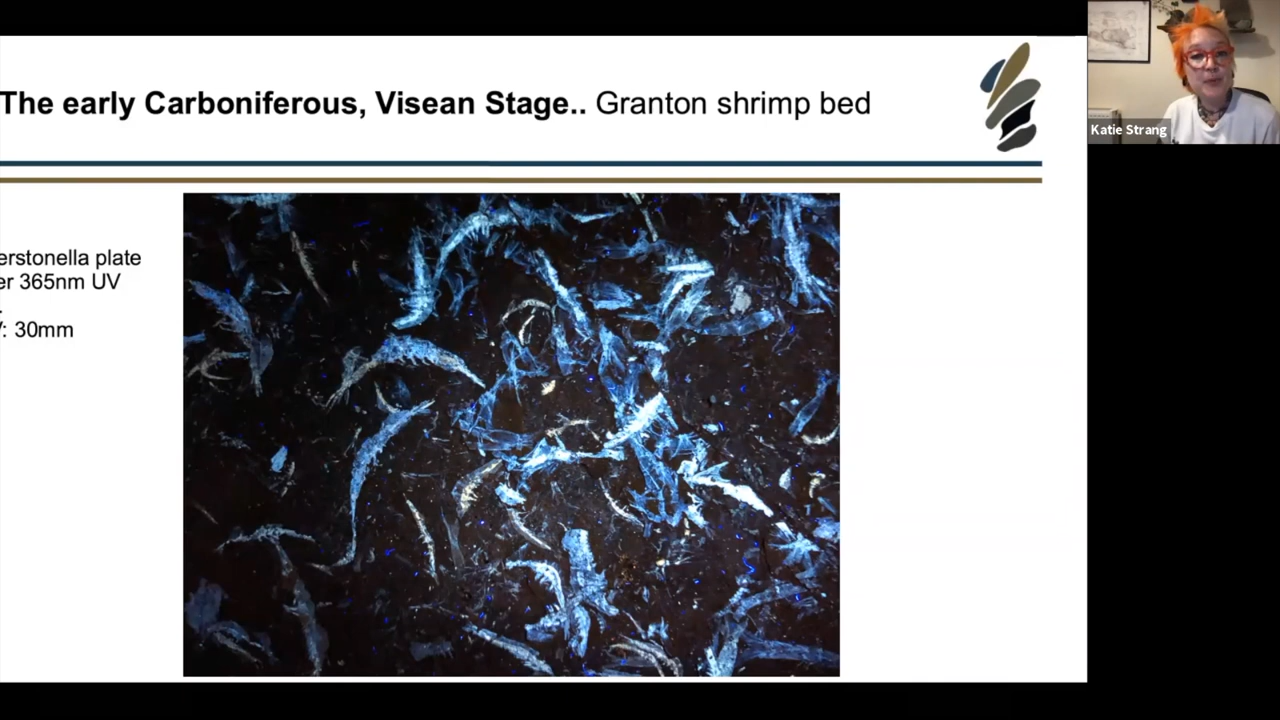 The early Carboniferous, Visean Stage.. Granton shrimp bed
Katie Strang
erstonella plate
er 365nm UV
: 30mm